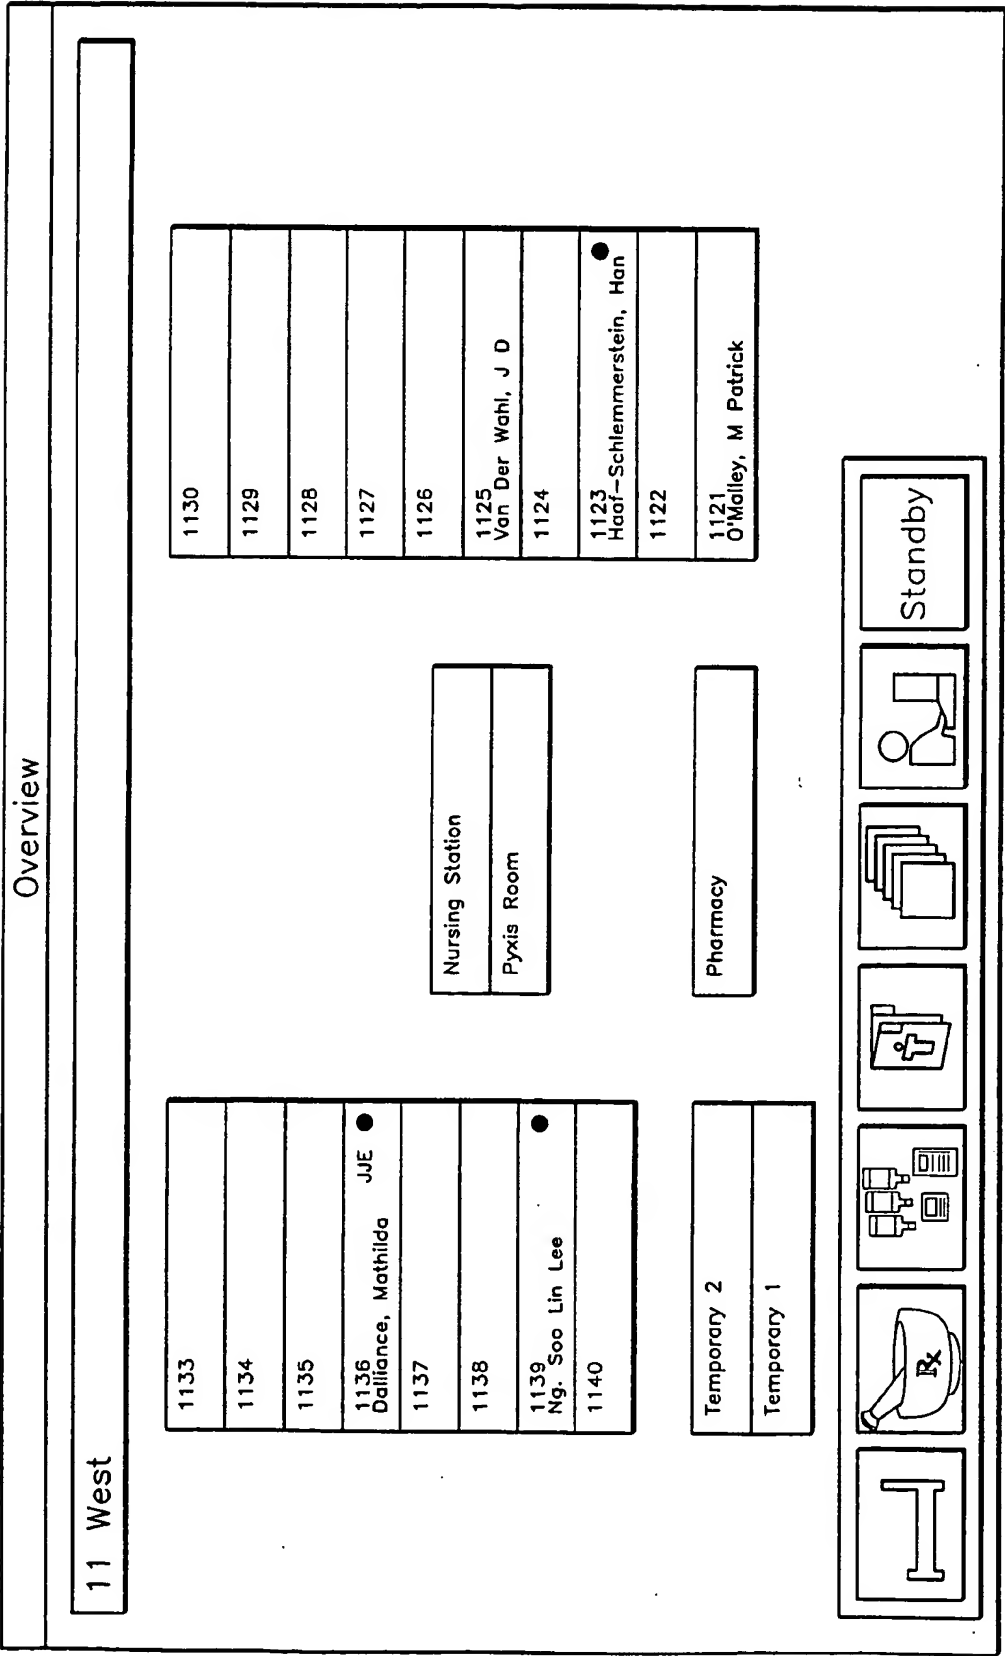 Overview
11 West
1133
1134
1135
1136
Dalliance, Mathilda JJE
1137
1138
1139
Ng. Soo Lin Lee
1140
Temporary 2
Temporary 1
Nursing Station
Pyxis Room
Pharmacy
1130
1129
1128
1127
1126
1125
Van Der Wahl, J D
1124
1123
Haaf-Schlemmerstein, Han
1122
1121
O'Malley, M Patrick
Rx
Standby